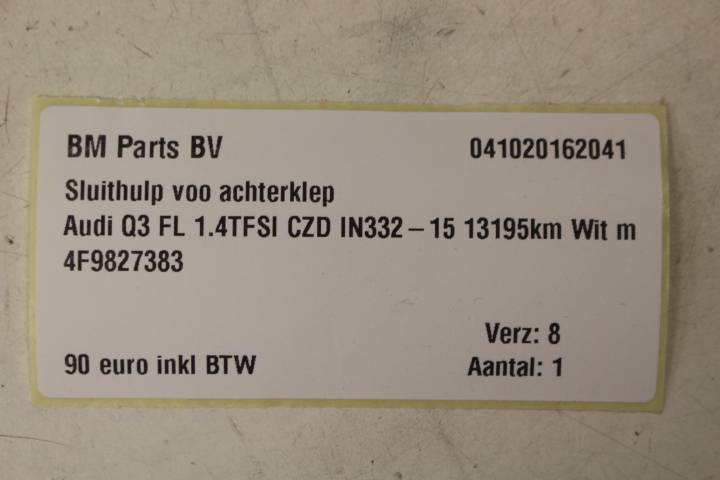 BM Parts BV 041020162041
Sluithulp voo achterklep
Audi Q3 FL 1.4TFSI CZD IN332-15 13195km Wit m
4F9827383
Verz: 8
90 euro inkl BTW Aantal: 1